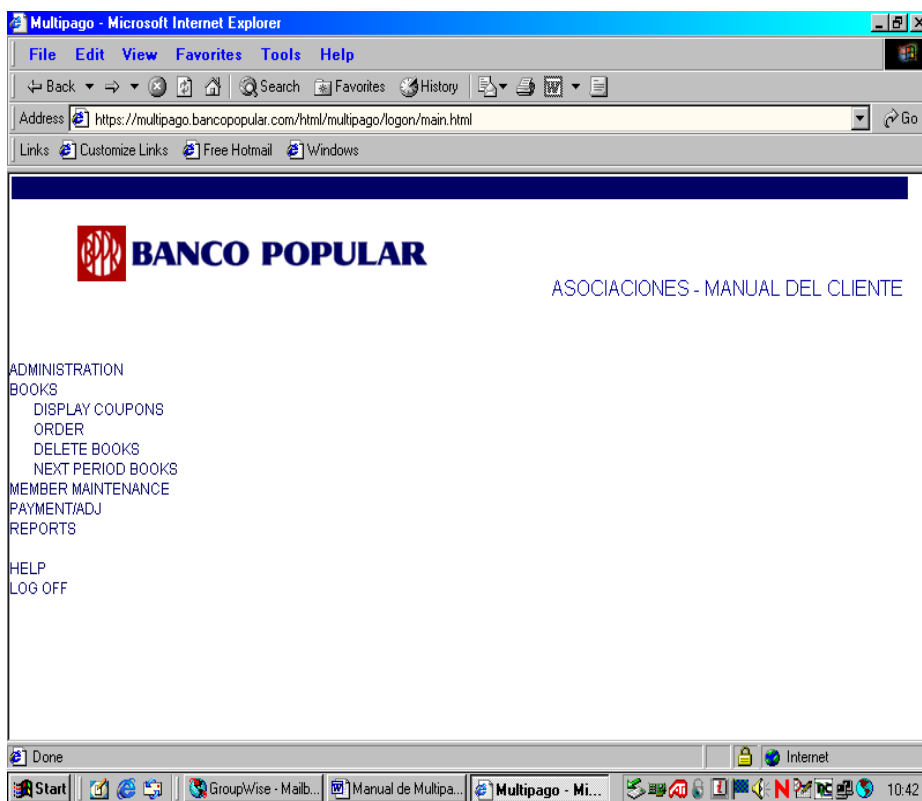 Multipago - Microsoft Internet Explorer
File Edit View Favorites Tools Help
Back Search Favorites History
Address https://multipago.bancopopular.com/html/multipago/logon/main.html Go
Links Customize Links Free Hotmail Windows
BANCO POPULAR
ASOCIACIONES - MANUAL DEL CLIENTE
ADMINISTRATION
BOOKS
DISPLAY COUPONS
ORDER
DELETE BOOKS
NEXT PERIOD BOOKS
MEMBER MAINTENANCE
PAYMENT/ADJ
REPORTS
HELP
LOG OFF
Done Internet
Start GroupWise - Mailb... Manual de Multipa... Multipago - Mi... 10:42